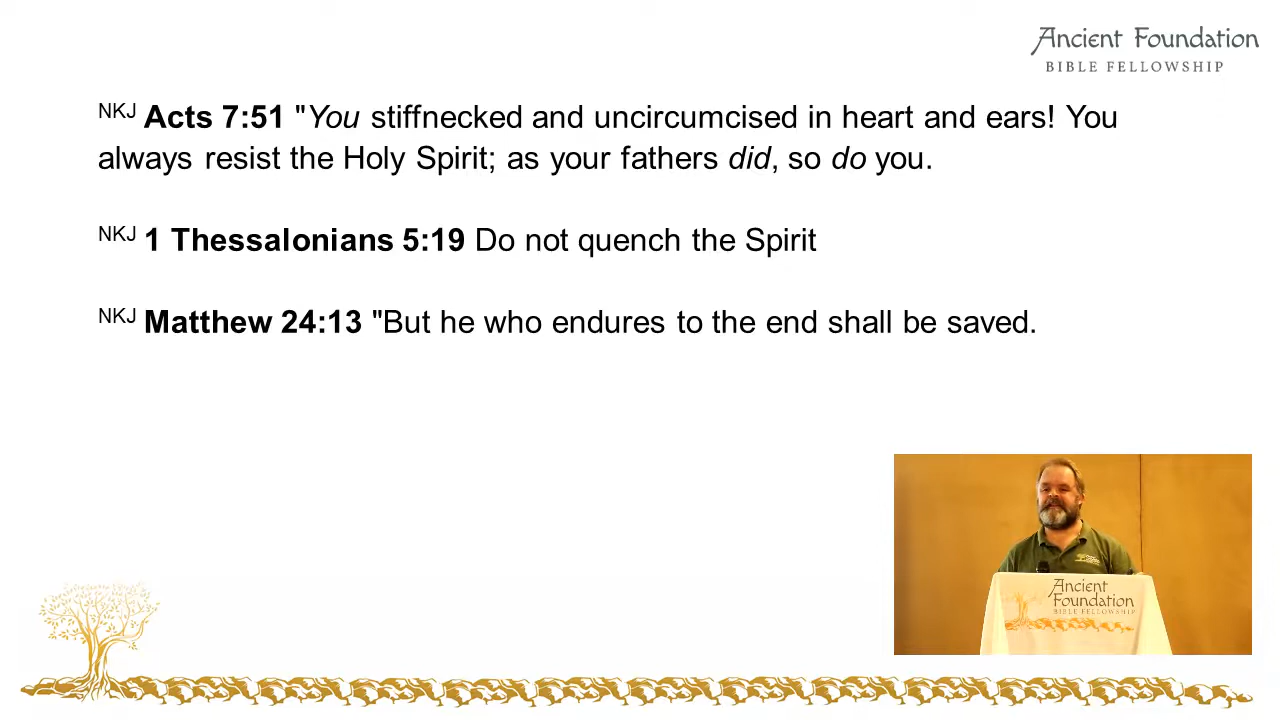 Ancient Foundation
BIBLE FELLOWSHIP
NKJ Acts 7:51 "You stiffnecked and uncircumcised in heart and ears! You
always resist the Holy Spirit; as your fathers did, so do you.
NKJ 1 Thessalonians 5:19 Do not quench the Spirit
NKJ Matthew 24:13 "But he who endures to the end shall be saved.
Ancient
Foundation
BIBLE FELLOWSHIP